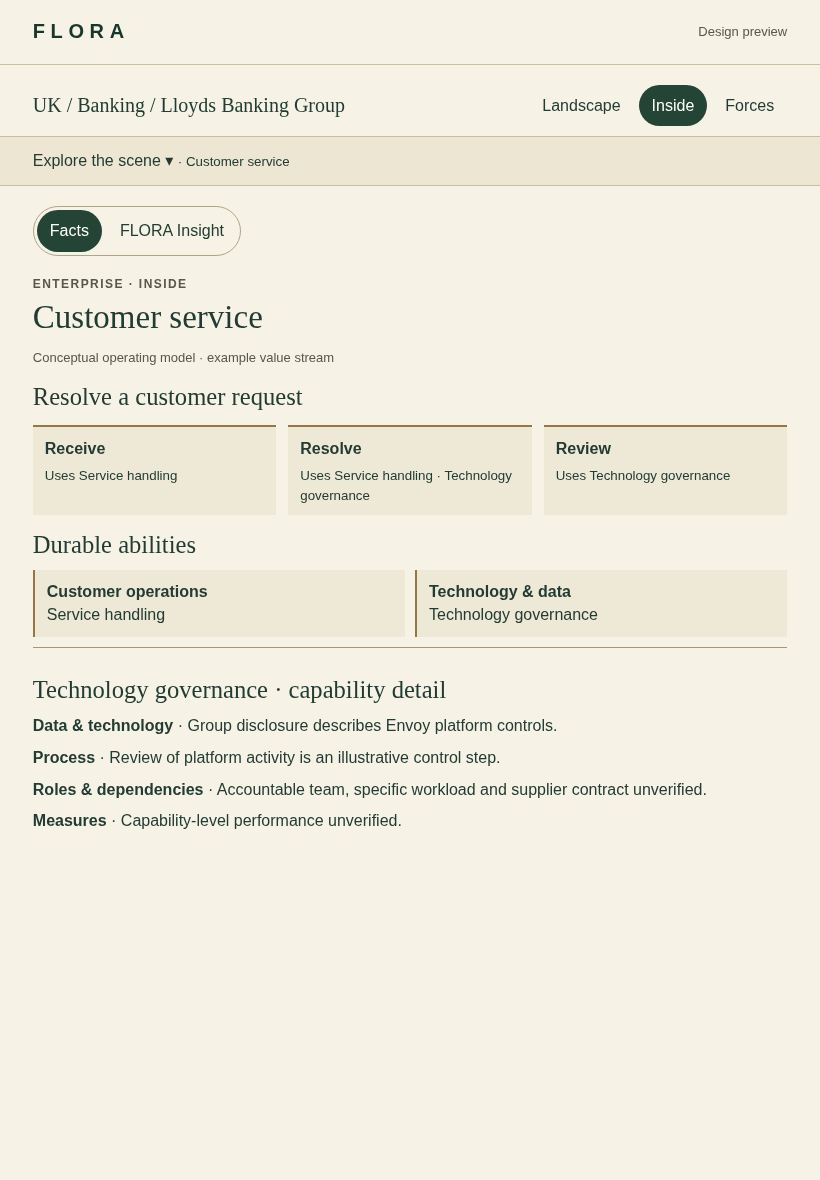 FLORA
Design preview
UK / Banking / Lloyds Banking Group
Landscape
Inside
Forces
Explore the scene ▾ · Customer service
Facts
FLORA Insight
ENTERPRISE · INSIDE
Customer service
Conceptual operating model · example value stream
Resolve a customer request
Receive
Uses Service handling
Resolve
Uses Service handling · Technology
governance
Review
Uses Technology governance
Durable abilities
Customer operations
Service handling
Technology & data
Technology governance
Technology governance · capability detail
Data & technology · Group disclosure describes Envoy platform controls.
Process · Review of platform activity is an illustrative control step.
Roles & dependencies · Accountable team, specific workload and supplier contract unverified.
Measures · Capability-level performance unverified.